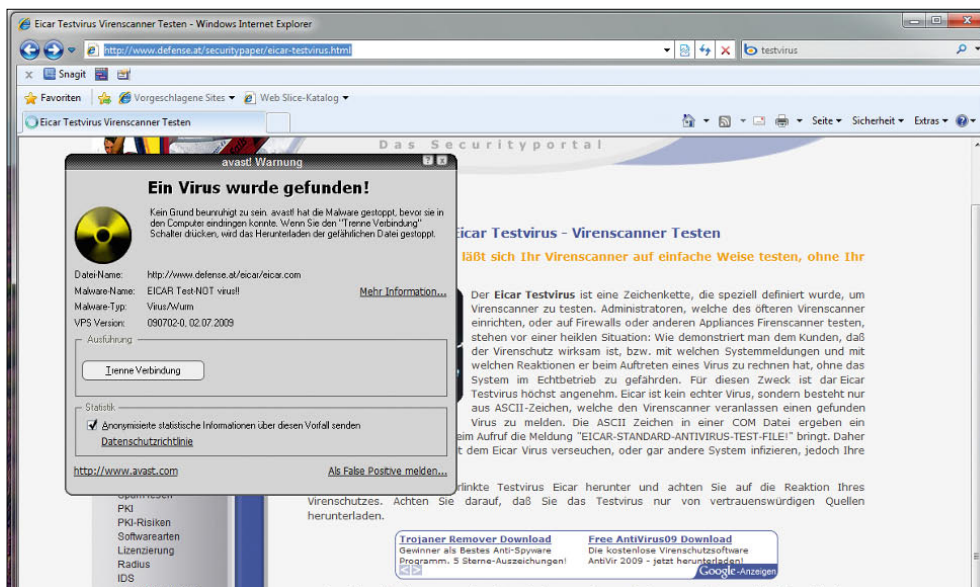 Eicar Testvirus Virenscanner Testen - Windows Internet Explorer
http://www.defense.at/securitypaper/eicar-testvirus.html
testvirus
x Snagit
Favoriten Vorgeschlagene Sites Web Slice-Katalog
Eicar Testvirus Virenscanner Testen
Seite Sicherheit Extras
Das Securityportal
avast! Warnung
Ein Virus wurde gefunden!
Kein Grund beunruhigt zu sein. avast! hat die Malware gestoppt, bevor sie in
den Computer eindringen konnte. Wenn Sie den "Trenne Verbindung"
Schalter drücken, wird das Herunterladen der gefährlichen Datei gestoppt.
Datei-Name: http://www.defense.at/eicar/eicar.com
Malware-Name: EICAR Test-NOT virus!!
Mehr Information...
Malware-Typ: Virus/Wurm
VPS Version: 090702-0, 02.07.2009
Ausführung
Trenne Verbindung
Statistik
Anonymisierte statistische Informationen über diesen Vorfall senden
Datenschutzrichtlinie
http://www.avast.com
Als False Positive melden...
Eicar Testvirus - Virenscanner Testen
läßt sich Ihr Virenscanner auf einfache Weise testen, ohne Ihr
Der Eicar Testvirus ist eine Zeichenkette, die speziell definiert wurde, um
Virenscanner zu testen. Administratoren, welche des öfteren Virenscanner
einrichten, oder auf Firewalls oder anderen Appliances Firenscanner testen,
stehen vor einer heiklen Situation: Wie demonstriert man dem Kunden, daß
der Virenschutz wirksam ist, bzw. mit welchen Systemmeldungen und mit
welchen Reaktionen er beim Auftreten eines Virus zu rechnen hat, ohne das
System im Echtbetrieb zu gefährden. Für diesen Zweck ist dar Eicar
Testvirus höchst angenehm. Eicar ist kein echter Virus, sondern besteht nur
aus ASCII-Zeichen, welche den Virenscanner veranlassen einen gefunden
Virus zu melden. Die ASCII Zeichen in einer COM Datei ergeben ein
eim Aufruf die Meldung "EICAR-STANDARD-ANTIVIRUS-TEST-FILE!" bringt. Daher
t dem Eicar Virus verseuchen, oder gar andere System infizieren, jedoch Ihre
rlinkte Testvirus Eicar herunter und achten Sie auf die Reaktion Ihres
Virenschutzes. Achten Sie darauf, daß Sie das Testvirus nur von vertrauenswürdigen Quellen
herunterladen.
PKI
PKI-Risiken
Softwarearten
Lizenzierung
Radius
IDS
Trojaner Remover Download
Gewinner als Bestes Anti-Spyware
Programm. 5 Sterne-Auszeichungen!
Free AntiVirus09 Download
Die kostenlose Virenschutzsoftware
AntiVir 2009 - jetzt herunterladen!
Google-Anzeigen